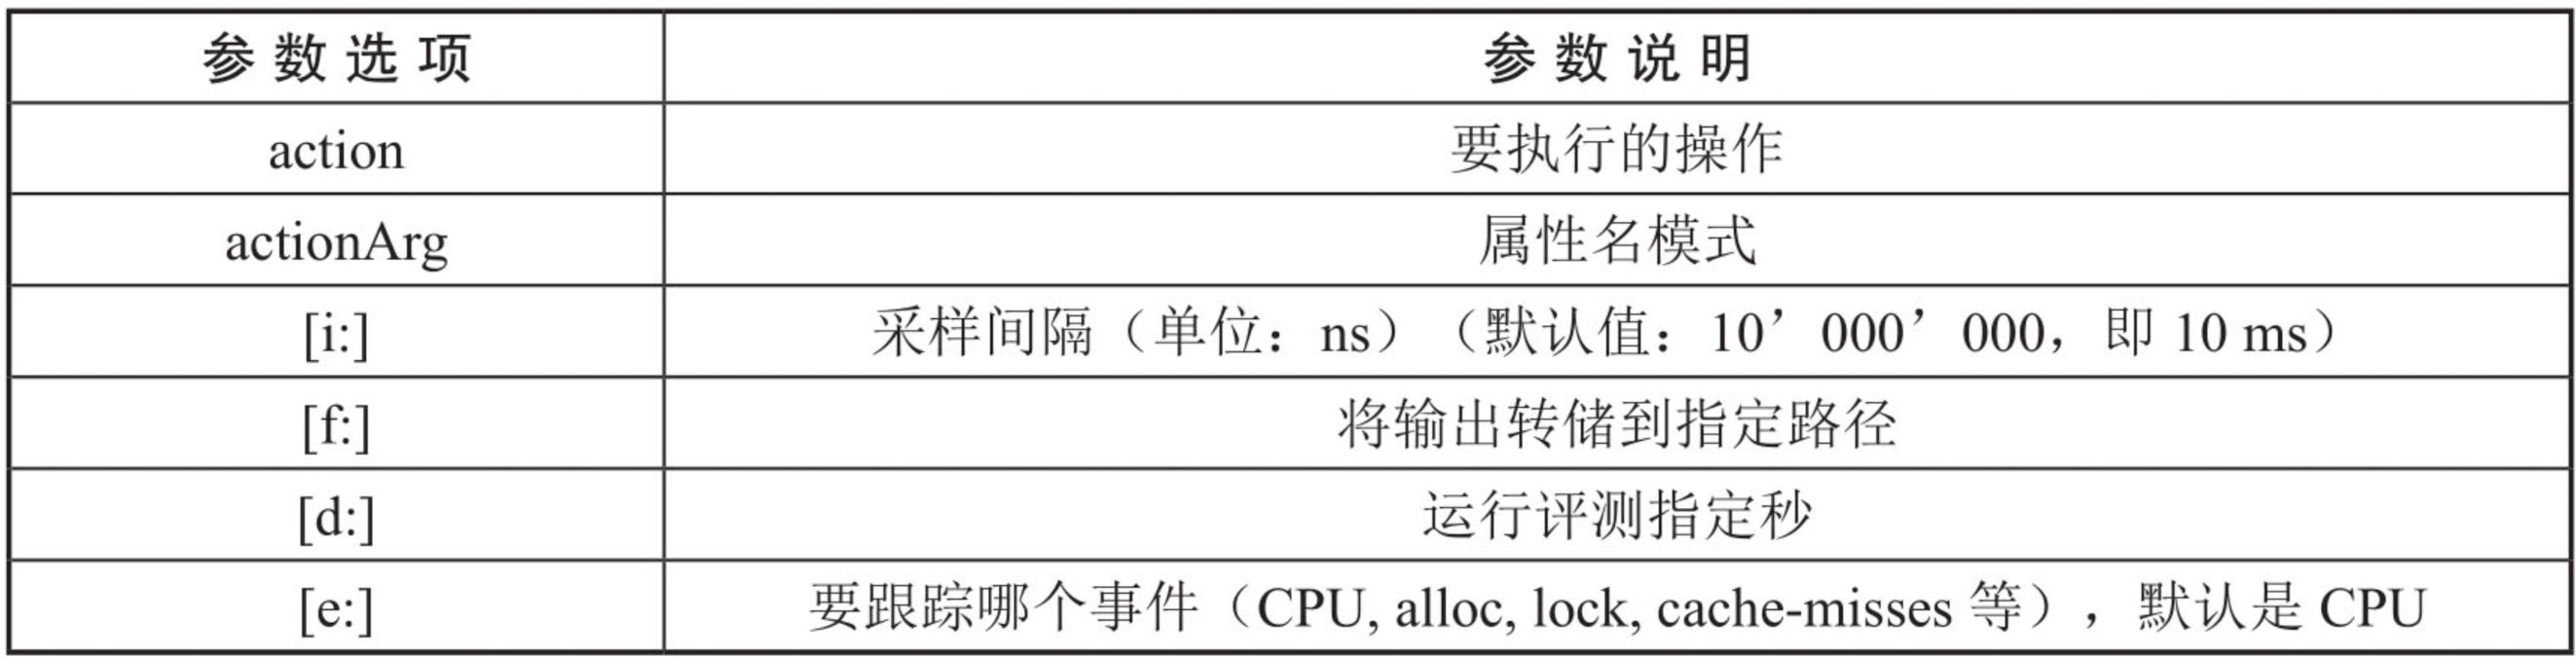 参数选项 参数说明
action 要执行的操作
actionArg 属性名模式
[i:] 采样间隔（单位：ns）（默认值：10’000’000，即 10 ms）
[f:] 将输出转储到指定路径
[d:] 运行评测指定秒
[e:] 要跟踪哪个事件（CPU, alloc, lock, cache-misses 等），默认是 CPU